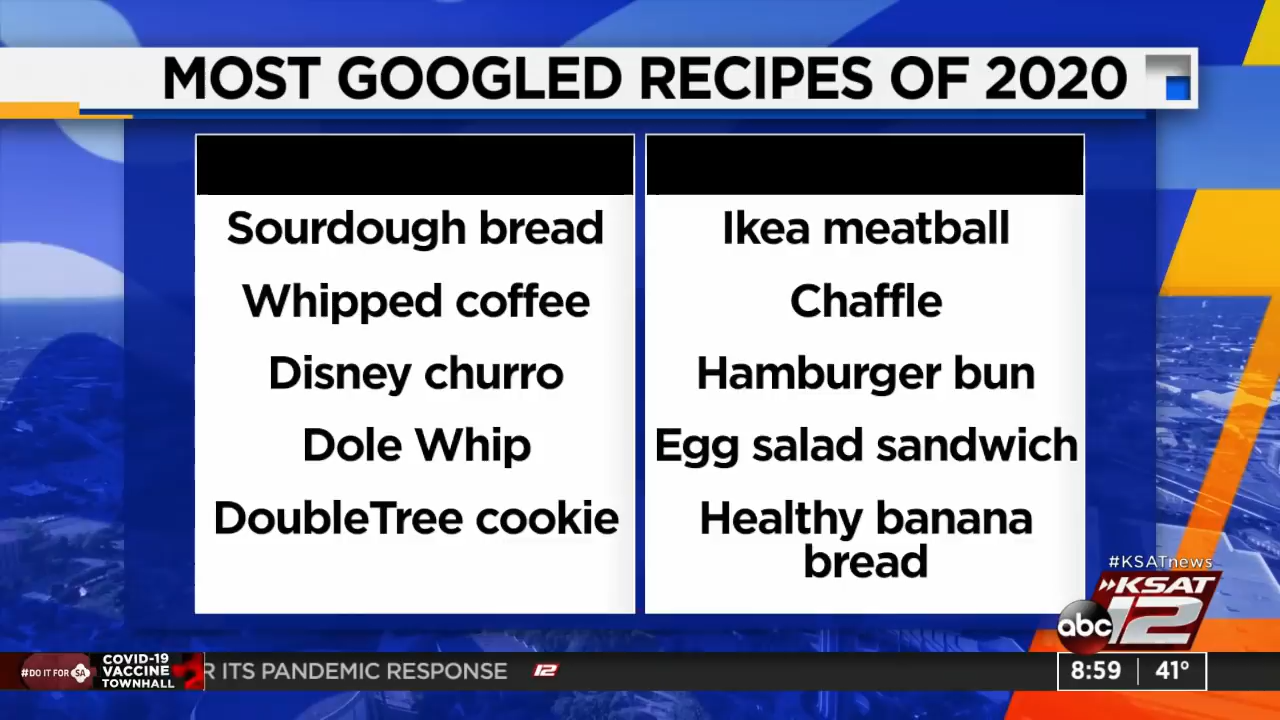 MOST GOOGLED RECIPES OF 2020
Sourdough bread
Whipped coffee
Disney churro
Dole Whip
DoubleTree cookie
Ikea meatball
Chaffle
Hamburger bun
Egg salad sandwich
Healthy banana
bread
#KSATnews
KSAT
abc 12
#DO IT FOR SA
COVID-19
VACCINE
TOWNHALL
R ITS PANDEMIC RESPONSE 12
8:59 41°